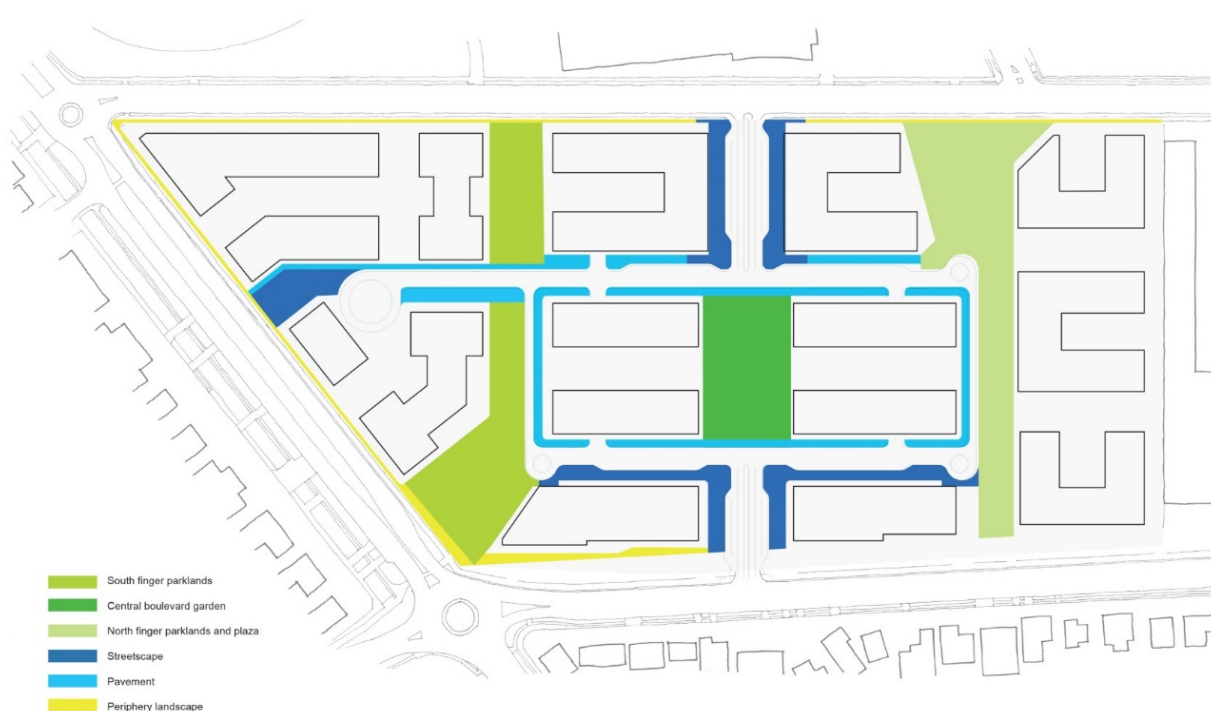 South finger parklands
Central boulevard garden
North finger parklands and plaza
Streetscape
Pavement
Periphery landscape